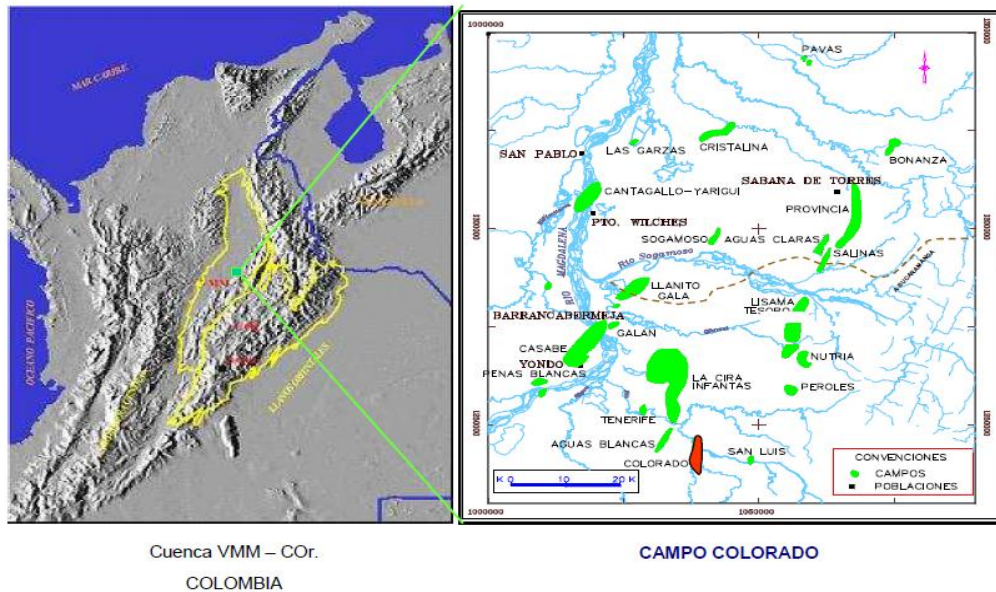 MAR CARIBE
OCEANO PACIFICO
VMM
LLANOS ORIENTALES
Cuenca VMM – COr.
COLOMBIA
1000000
PAVAS
LAS GARZAS
CRISTALINA
BONANZA
SAN PABLO
CANTAGALLO-YARIGUI
SABANA DE TORRES
PROVINCIA
PTO. WILCHES
SOGAMOSO
AGUAS CLARAS
SALINAS
RIO MAGDALENA
Rio Sogamoso
BUCARAMANGA
LLANITO
GALA
LISAMA
TESORO
BARRANCABERMEJA
GALAN
CASABE
NUTRIA
YONDO
PENAS BLANCAS
LA CIRA
INFANTAS
PEROLES
TENERIFE
AGUAS BLANCAS
COLORADO
SAN LUIS
CONVENCIONES
CAMPOS
POBLACIONES
K 0 10 20 K
1000000
1050000
CAMPO COLORADO